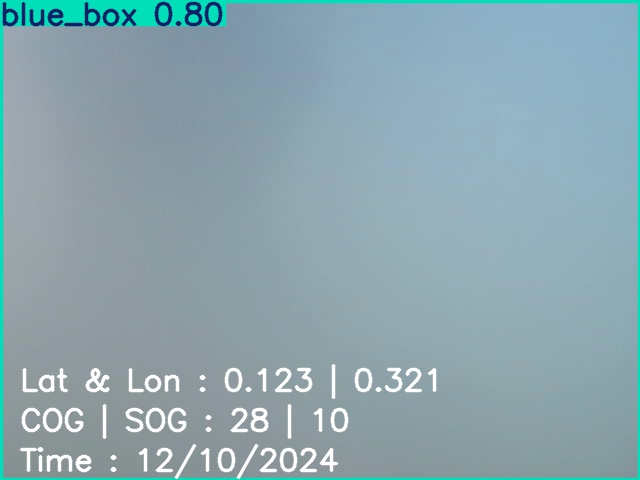 blue_box 0.80
Lat & Lon : 0.123 | 0.321
COG | SOG : 28 | 10
Time : 12/10/2024